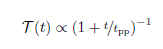 𝒯(t) ∝ (1 + t/t_pp)^−1